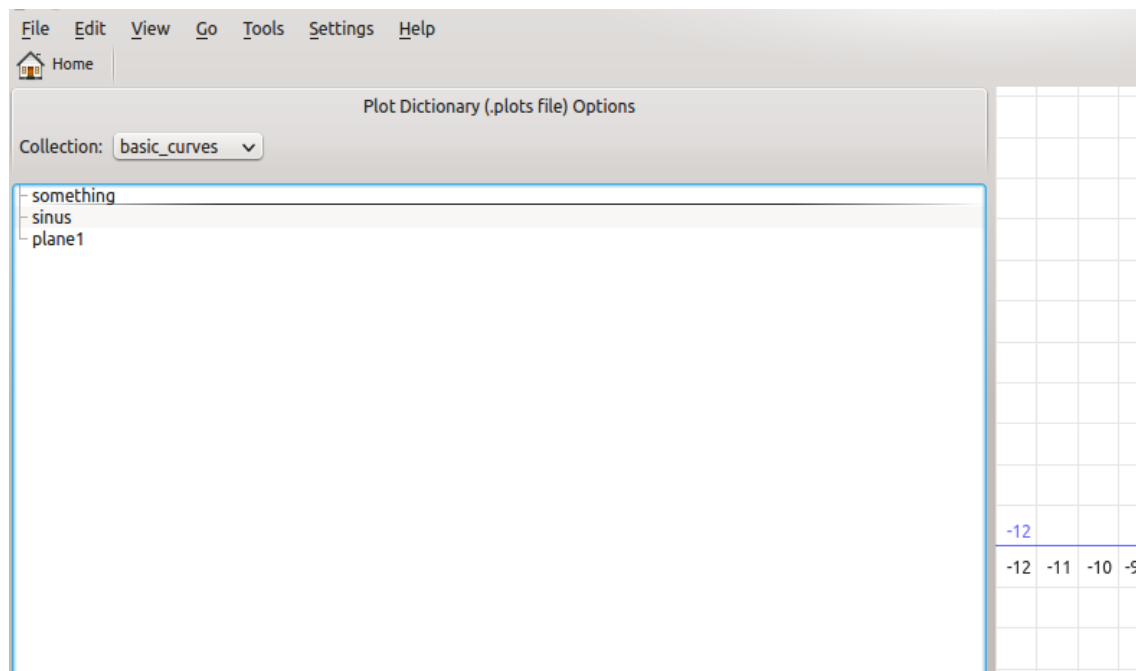 File Edit View Go Tools Settings Help
Home
Plot Dictionary (.plots file) Options
Collection: basic_curves
something
sinus
plane1
-12
-12 -11 -10 -9